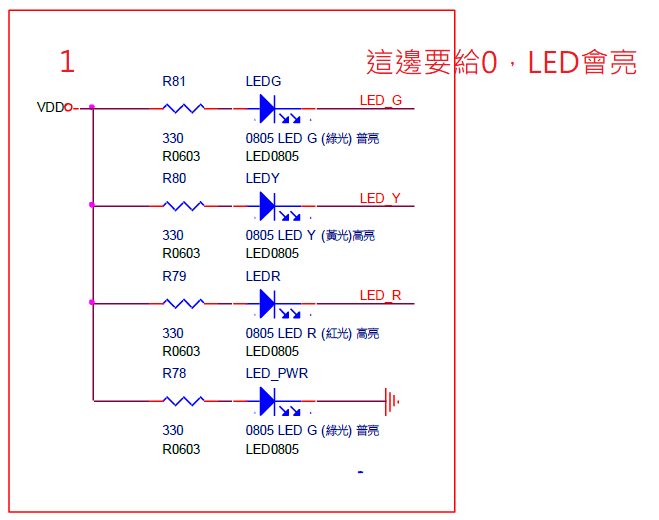 1
這邊要給0，LED會亮
R81 LEDG
VDD LED_G
330 0805 LED G (綠光) 普亮
R0603 LED0805
R80 LEDY
LED_Y
330 0805 LED Y (黃光)高亮
R0603 LED0805
R79 LEDR
LED_R
330 0805 LED R (紅光) 高亮
R0603 LED0805
R78 LED_PWR
330 0805 LED G (綠光) 普亮
R0603 LED0805